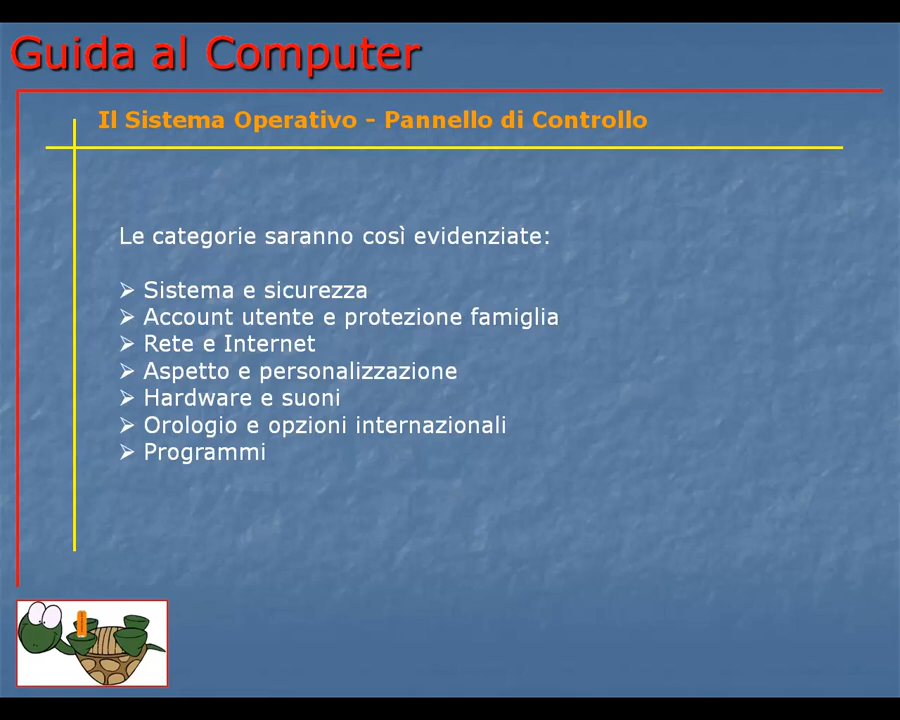 Guida al Computer
Il Sistema Operativo - Pannello di Controllo
Le categorie saranno così evidenziate:
Sistema e sicurezza
Account utente e protezione famiglia
Rete e Internet
Aspetto e personalizzazione
Hardware e suoni
Orologio e opzioni internazionali
Programmi